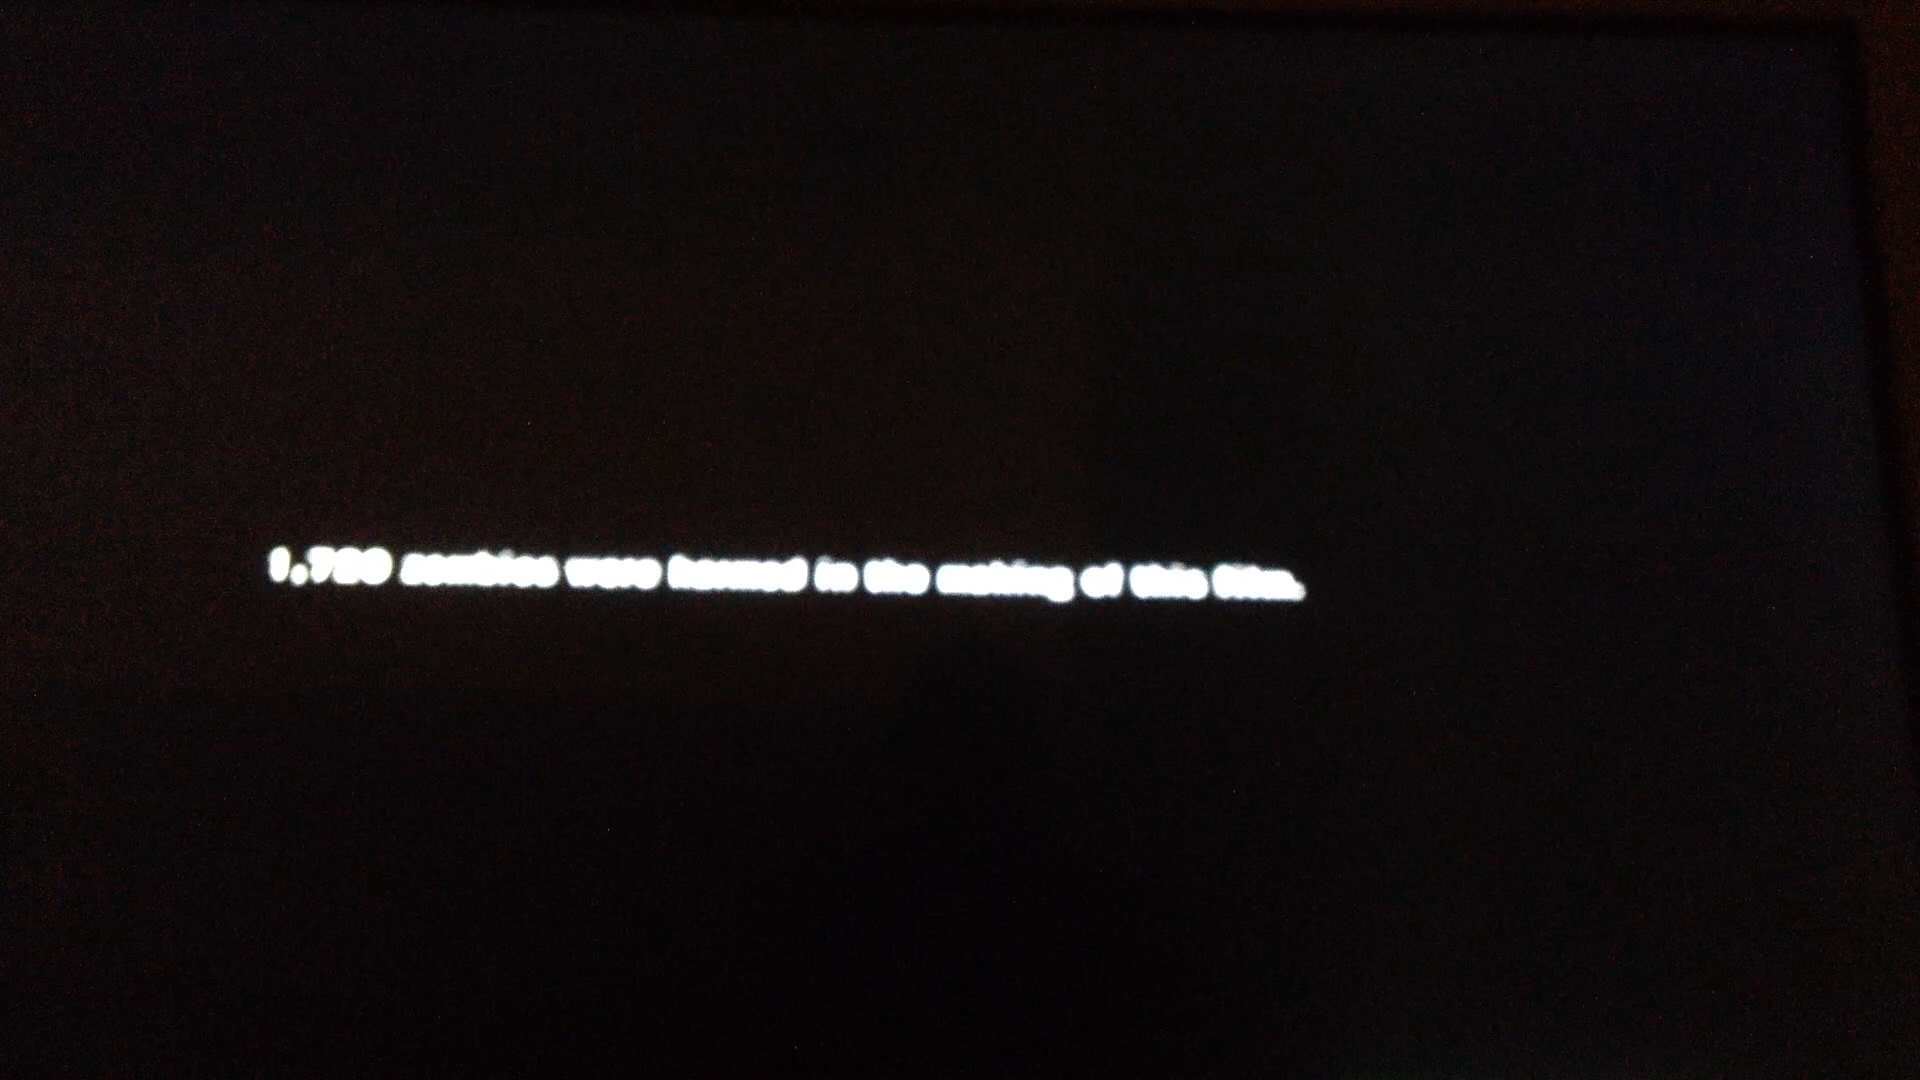 zombies were harmed in the making of this film.